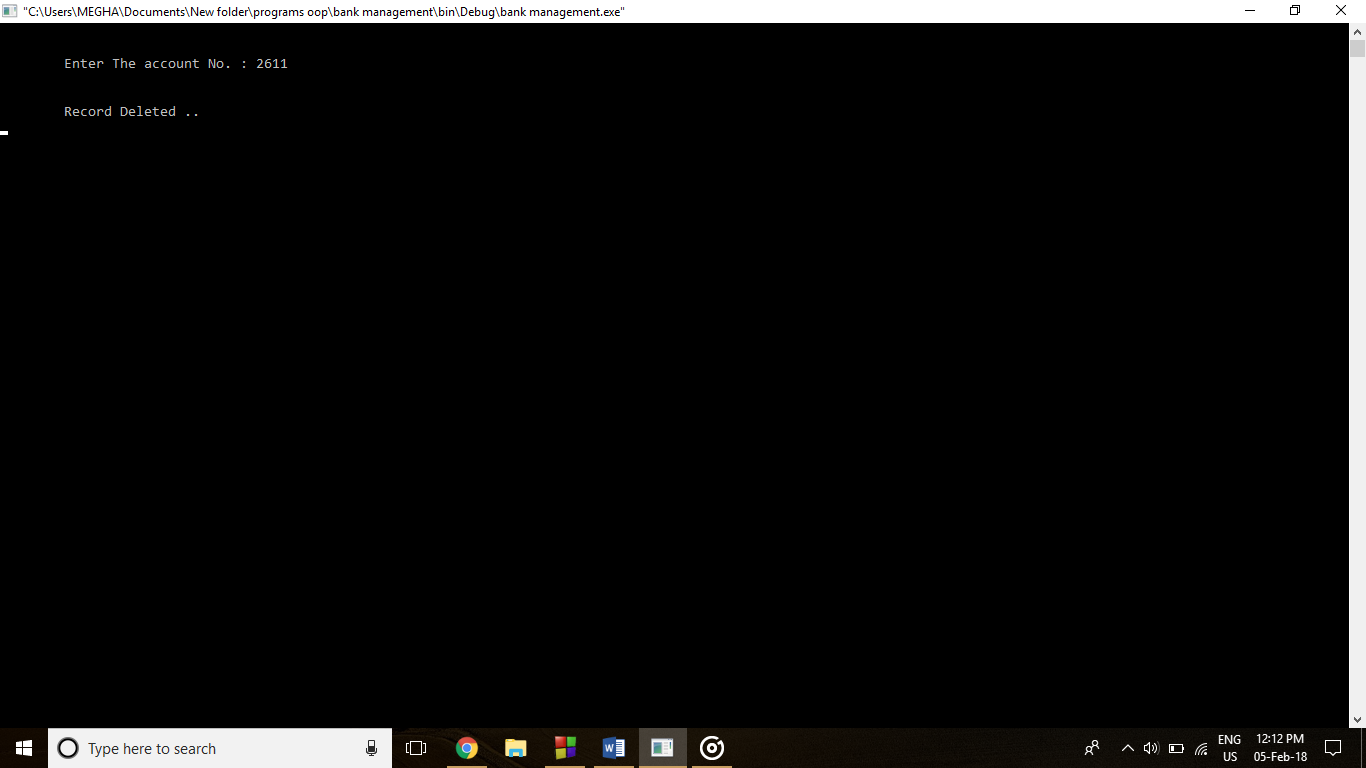 "C:\Users\MEGHA\Documents\New folder\programs oop\bank management\bin\Debug\bank management.exe"
Enter The account No. : 2611
Record Deleted ..
Type here to search
ENG
US
12:12 PM
05-Feb-18